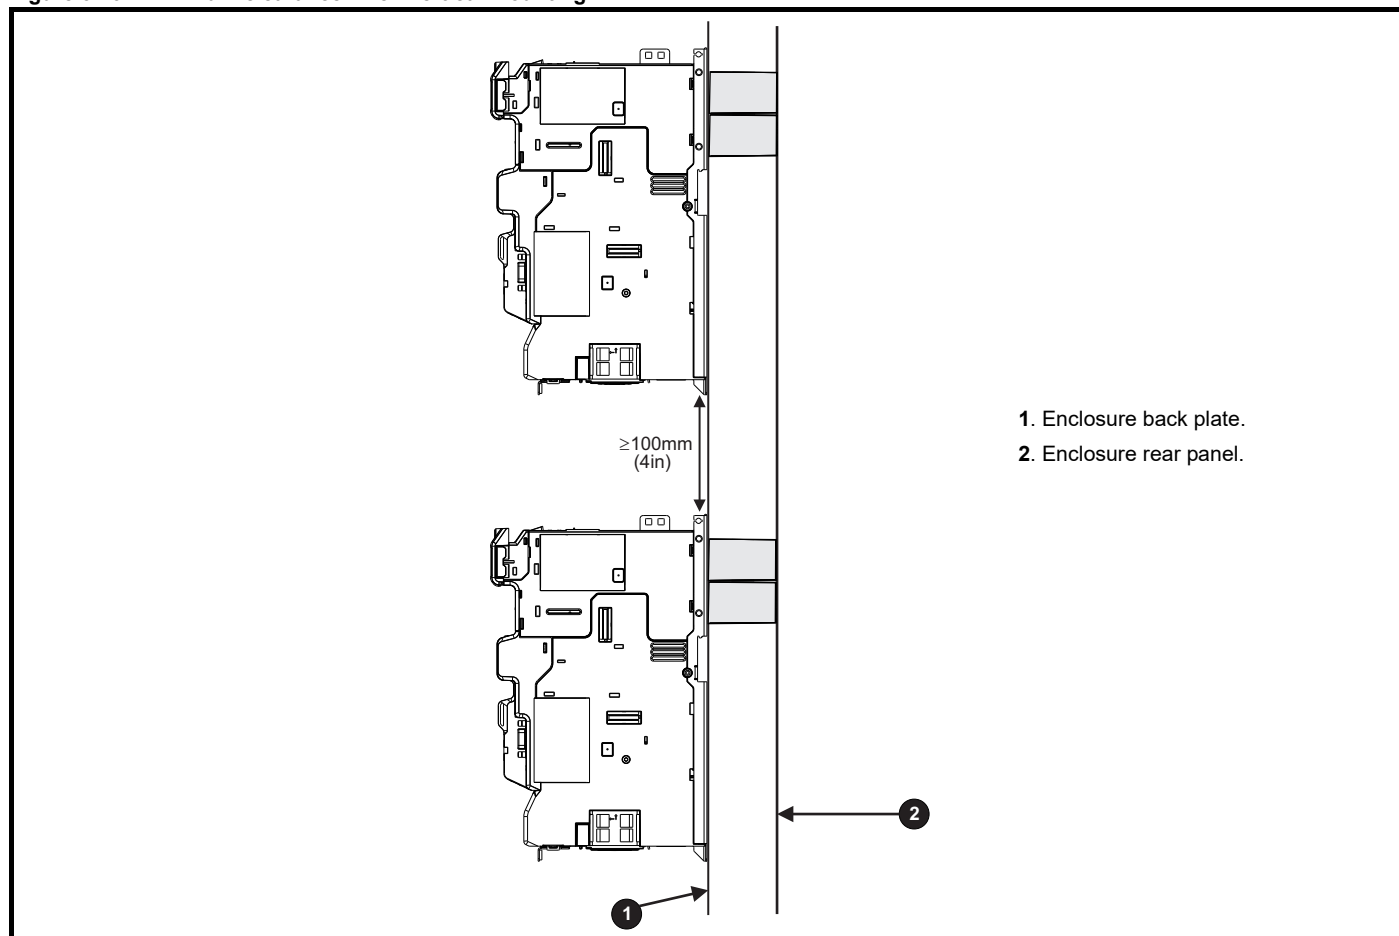 ≥100mm
(4in)
1. Enclosure back plate.
2. Enclosure rear panel.
2
1